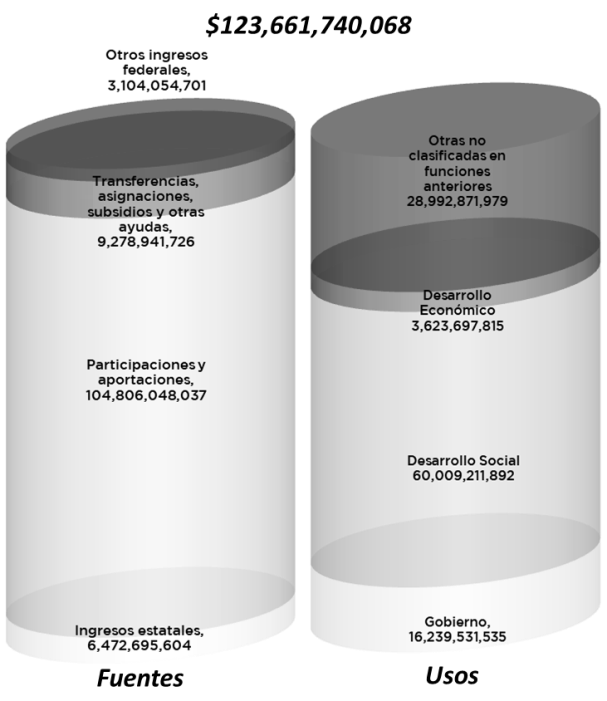 $123,661,740,068
Otros ingresos
federales,
3,104,054,701
Transferencias,
asignaciones,
subsidios y otras
ayudas,
9,278,941,726
Participaciones y
aportaciones,
104,806,048,037
Ingresos estatales,
6,472,695,604
Fuentes
Otras no
clasificadas en
funciones
anteriores
28,992,871,979
Desarrollo
Económico
3,623,697,815
Desarrollo Social
60,009,211,892
Gobierno,
16,239,531,535
Usos